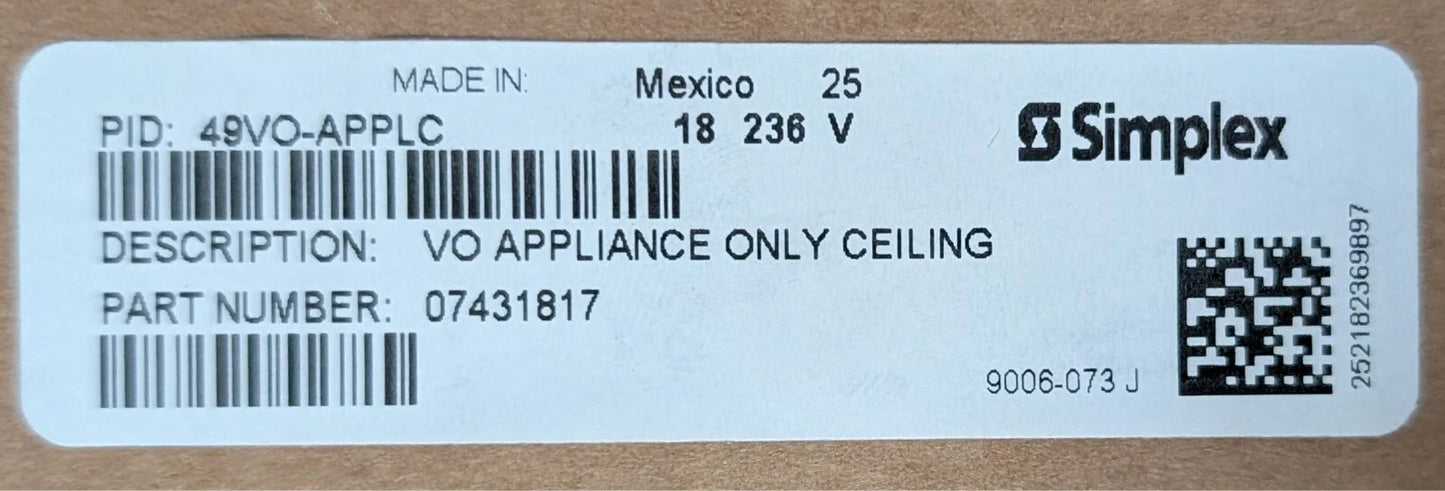 MADE IN: Mexico 25
PID: 49VO-APPLC 18 236 V
Simplex
DESCRIPTION: VO APPLIANCE ONLY CEILING
PART NUMBER: 07431817
9006-073 J
252182369897